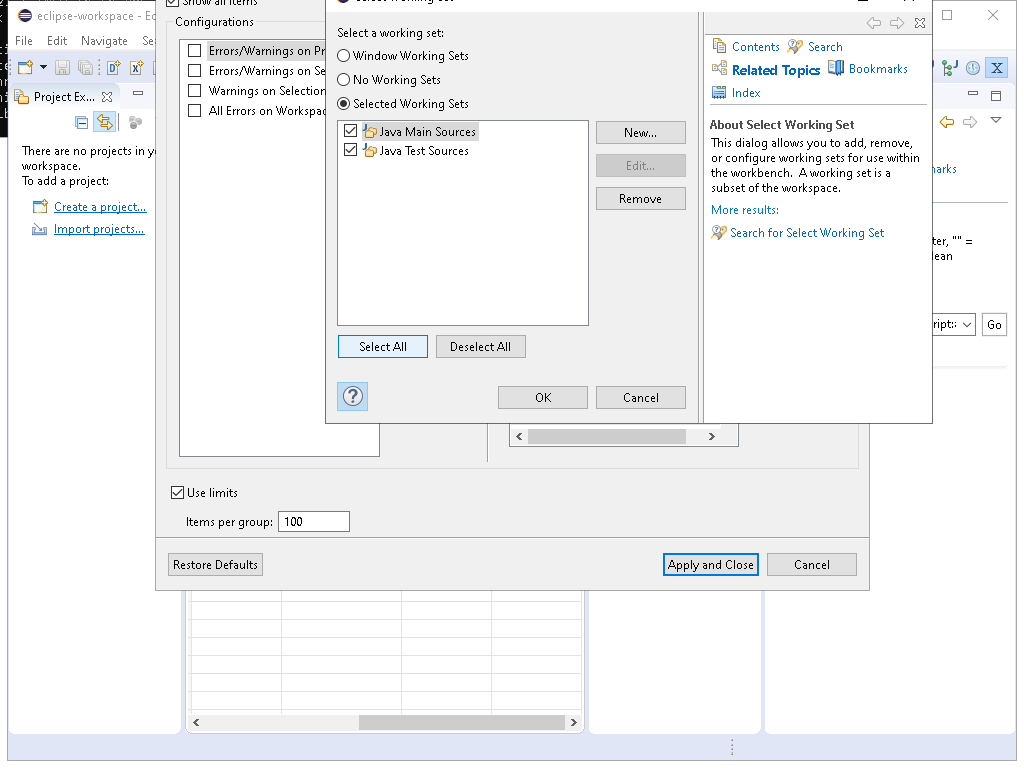 eclipse-workspace - Ec
File Edit Navigate Se
Project Ex...
There are no projects in yo
workspace.
To add a project:
Create a project...
Import projects...
Show all items
Configurations
Errors/Warnings on Pr
Errors/Warnings on Se
Warnings on Selection
All Errors on Workspac
Select a working set:
Window Working Sets
No Working Sets
Selected Working Sets
Java Main Sources
Java Test Sources
New...
Edit...
Remove
Select All
Deselect All
OK
Cancel
Contents
Search
Related Topics
Bookmarks
Index
About Select Working Set
This dialog allows you to add, remove,
or configure working sets for use within
the workbench. A working set is a
subset of the workspace.
More results:
Search for Select Working Set
Use limits
Items per group: 100
Restore Defaults
Apply and Close
Cancel
narks
ter, "" =
lean
ript::
Go